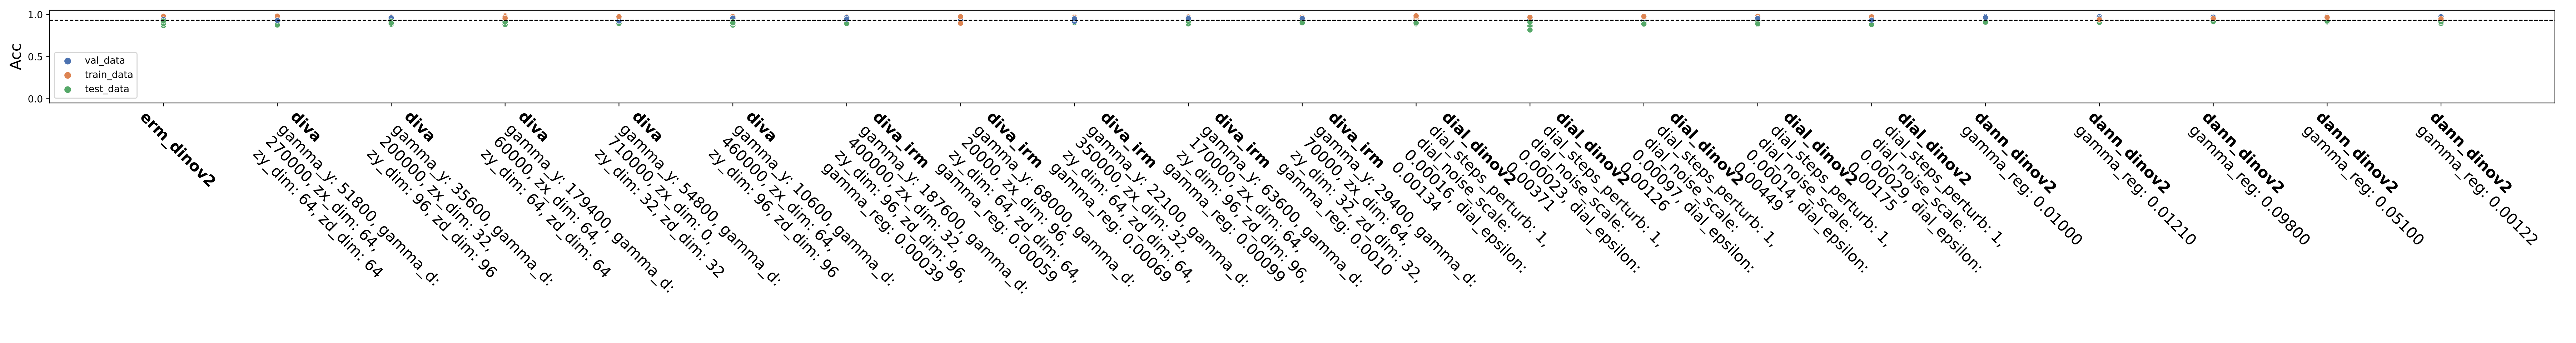 Acc
1.0
0.5
0.0
val_data
train_data
test_data
erm_dinov2
diva
gamma_y: 51800, gamma_d:
270000, zx_dim: 64,
zy_dim: 64, zd_dim: 64
diva
gamma_y: 35600, gamma_d:
200000, zx_dim: 32,
zy_dim: 96, zd_dim: 96
diva
gamma_y: 179400, gamma_d:
600000, zx_dim: 64,
zy_dim: 64, zd_dim: 64
diva
gamma_y: 54800, gamma_d:
710000, zx_dim: 0,
zy_dim: 32, zd_dim: 32
diva
gamma_y: 10600, gamma_d:
460000, zx_dim: 64,
zy_dim: 96, zd_dim: 96
diva_irm
gamma_y: 187600, gamma_d:
400000, zx_dim: 32,
zy_dim: 96, zd_dim: 96,
gamma_reg: 0.00039
diva_irm
gamma_y: 68000, gamma_d:
20000, zx_dim: 96,
zy_dim: 64, zd_dim: 64,
gamma_reg: 0.00059
diva_irm
gamma_y: 22100, gamma_d:
350000, zx_dim: 32,
zy_dim: 64, zd_dim: 64,
gamma_reg: 0.00069
diva_irm
gamma_y: 63600, gamma_d:
170000, zx_dim: 64,
zy_dim: 96, zd_dim: 96,
gamma_reg: 0.00099
diva_irm
gamma_y: 29400, gamma_d:
70000, zx_dim: 64,
zy_dim: 32, zd_dim: 32,
gamma_reg: 0.0010
dial_dinov2
dial_steps_perturb: 1,
dial_noise_scale:
0.00016, dial_epsilon:
0.00134
dial_dinov2
dial_steps_perturb: 1,
dial_noise_scale:
0.00023, dial_epsilon:
0.00371
dial_dinov2
dial_steps_perturb: 1,
dial_noise_scale:
0.00097, dial_epsilon:
0.00126
dial_dinov2
dial_steps_perturb: 1,
dial_noise_scale:
0.00014, dial_epsilon:
0.00449
dial_dinov2
dial_steps_perturb: 1,
dial_noise_scale:
0.00029, dial_epsilon:
0.00175
dann_dinov2
gamma_reg: 0.01000
dann_dinov2
gamma_reg: 0.01210
dann_dinov2
gamma_reg: 0.09800
dann_dinov2
gamma_reg: 0.05100
dann_dinov2
gamma_reg: 0.00122